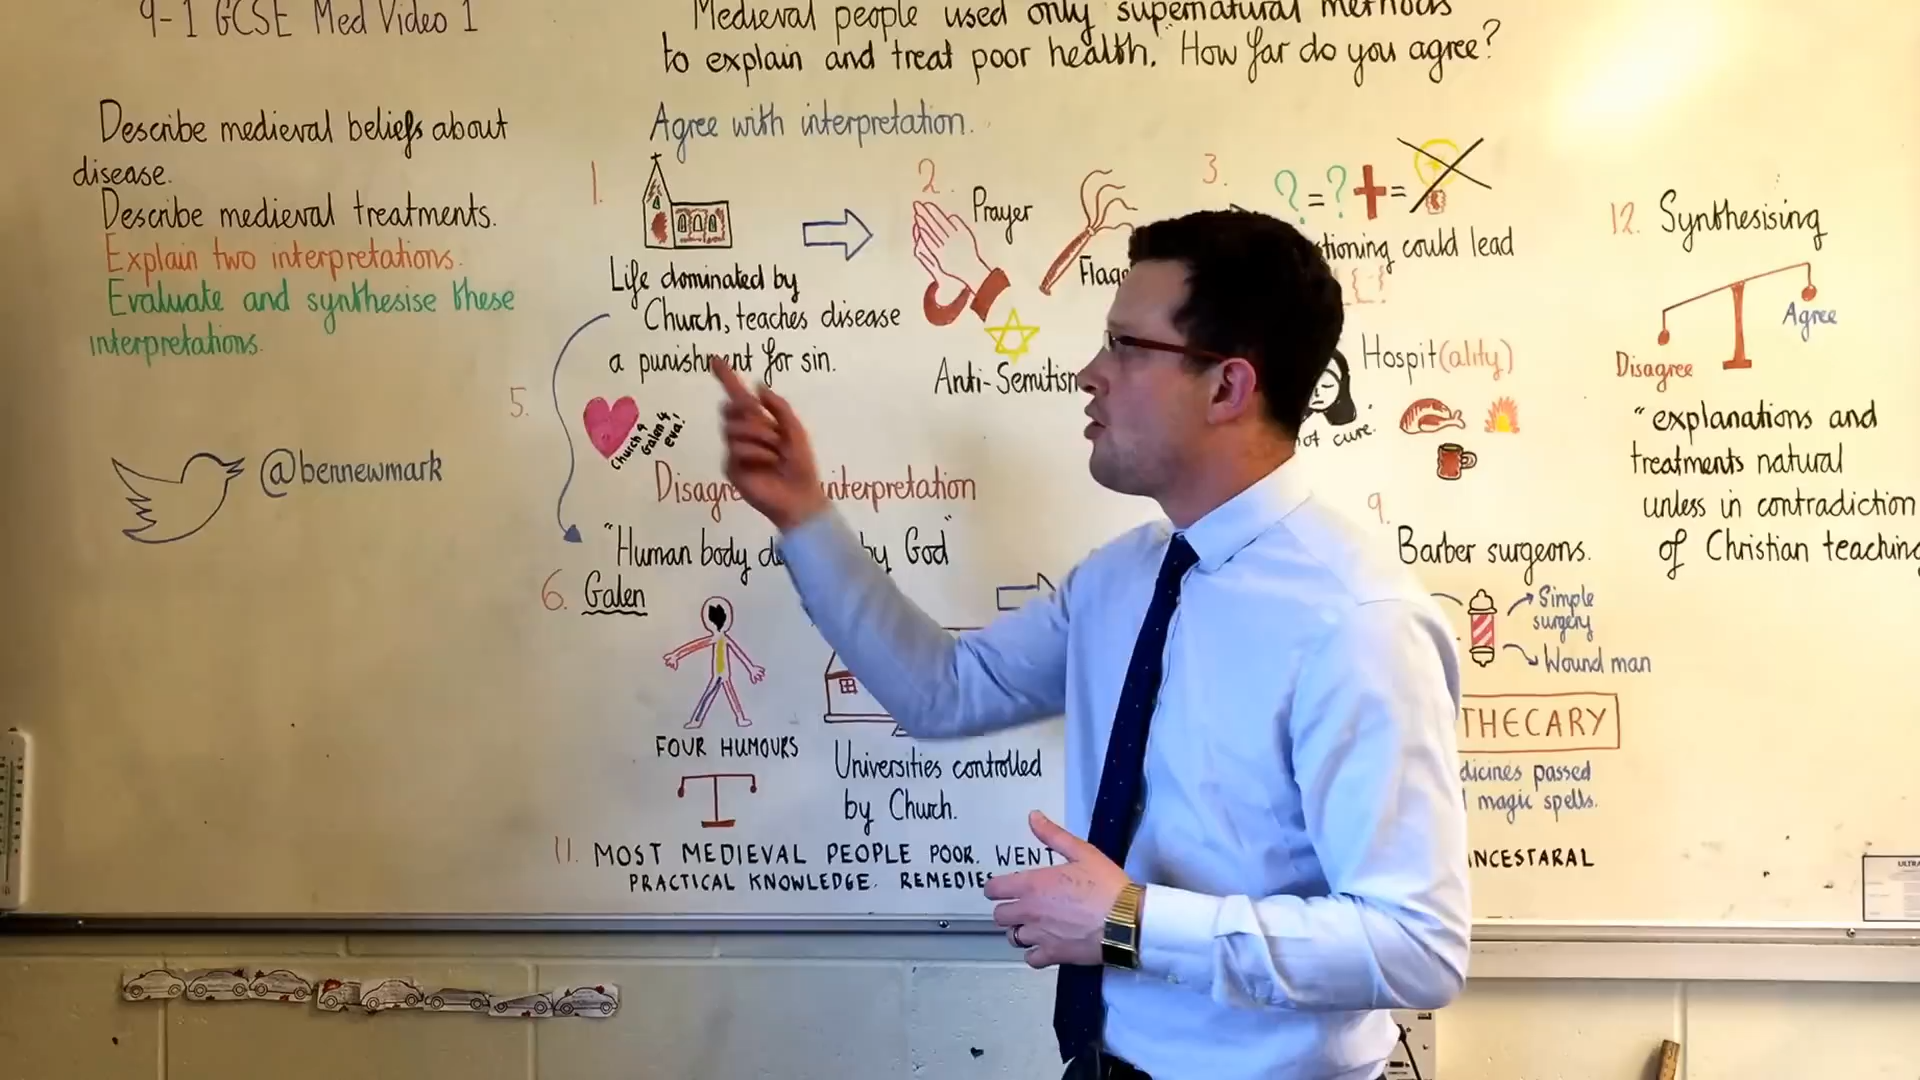 9-1 GCSE Med Video 1
Medieval people used only supernatural methods
to explain and treat poor health." How far do you agree?
Describe medieval beliefs about
disease.
Describe medieval treatments.
Explain two interpretations.
Evaluate and synthesise these
interpretations.
@bennewmark
Agree with interpretation.
1.
Life dominated by
Church, teaches disease
a punishment for sin.
2.
Prayer
Flag
Anti-Semitism
3.
? = ? + =
tioning could lead
Hospit(ality)
not cure.
5.
Church 4
Galen 4
eva!
Disagre interpretation
"Human body de by God"
6. Galen
FOUR HUMOURS
Universities controlled
by Church.
9.
Barber surgeons.
Simple
surgery
Wound man
THECARY
dicines passed
magic spells.
11. MOST MEDIEVAL PEOPLE POOR. WENT
INCESTARAL
PRACTICAL KNOWLEDGE. REMEDIES
12. Synthesising
Agree
Disagree
"explanations and
treatments natural
unless in contradiction
of Christian teaching
ULTRA